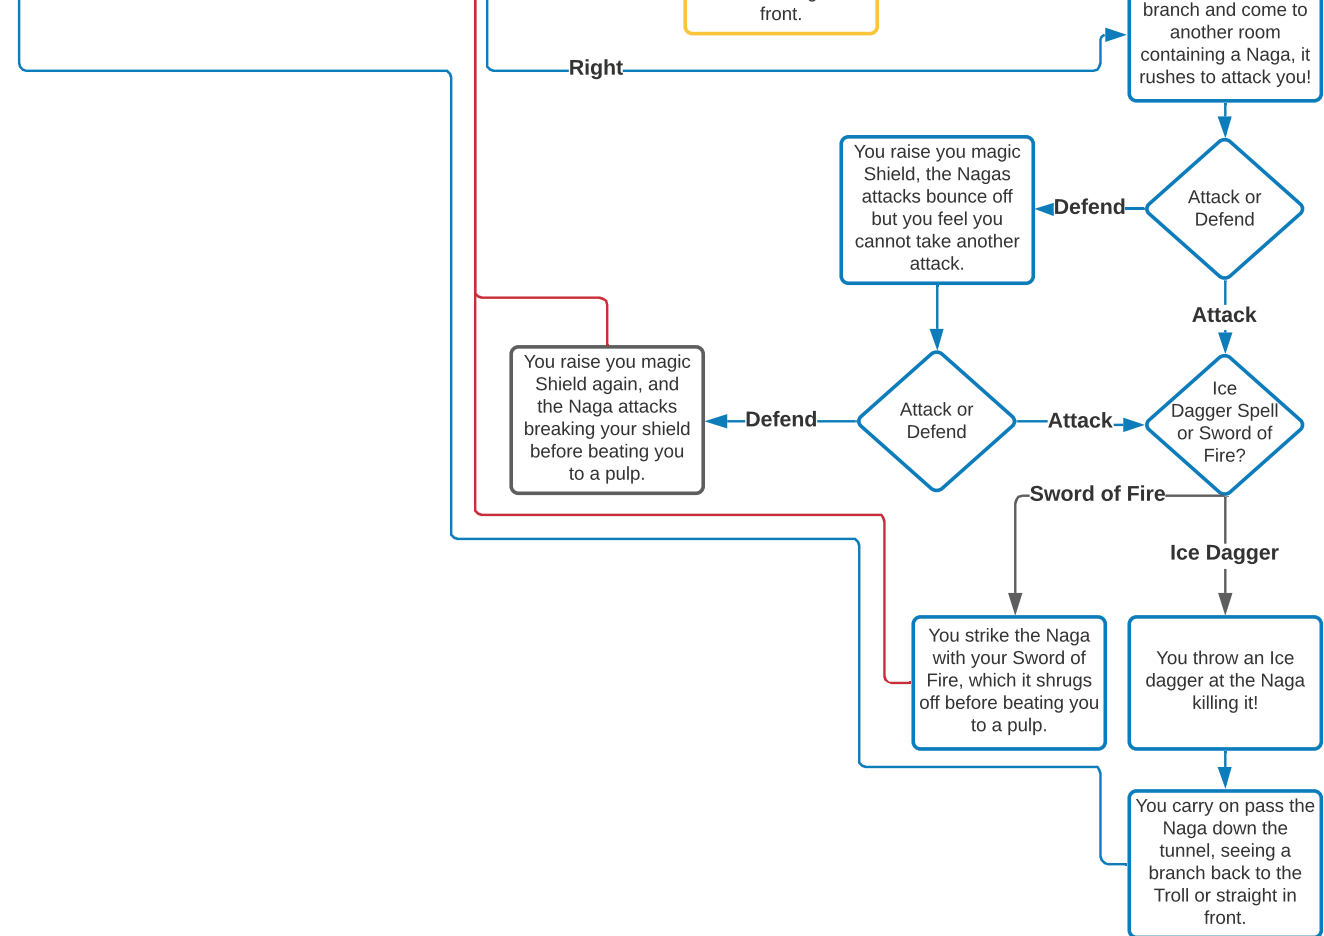 front.
branch and come to
another room
containing a Naga, it
rushes to attack you!
Right
You raise you magic
Shield, the Nagas
attacks bounce off
but you feel you
cannot take another
attack.
Defend
Attack or
Defend
Attack
You raise you magic
Shield again, and
the Naga attacks
breaking your shield
before beating you
to a pulp.
Defend
Attack or
Defend
Attack
Ice
Dagger Spell
or Sword of
Fire?
Sword of Fire
Ice Dagger
You strike the Naga
with your Sword of
Fire, which it shrugs
off before beating you
to a pulp.
You throw an Ice
dagger at the Naga
killing it!
You carry on pass the
Naga down the
tunnel, seeing a
branch back to the
Troll or straight in
front.